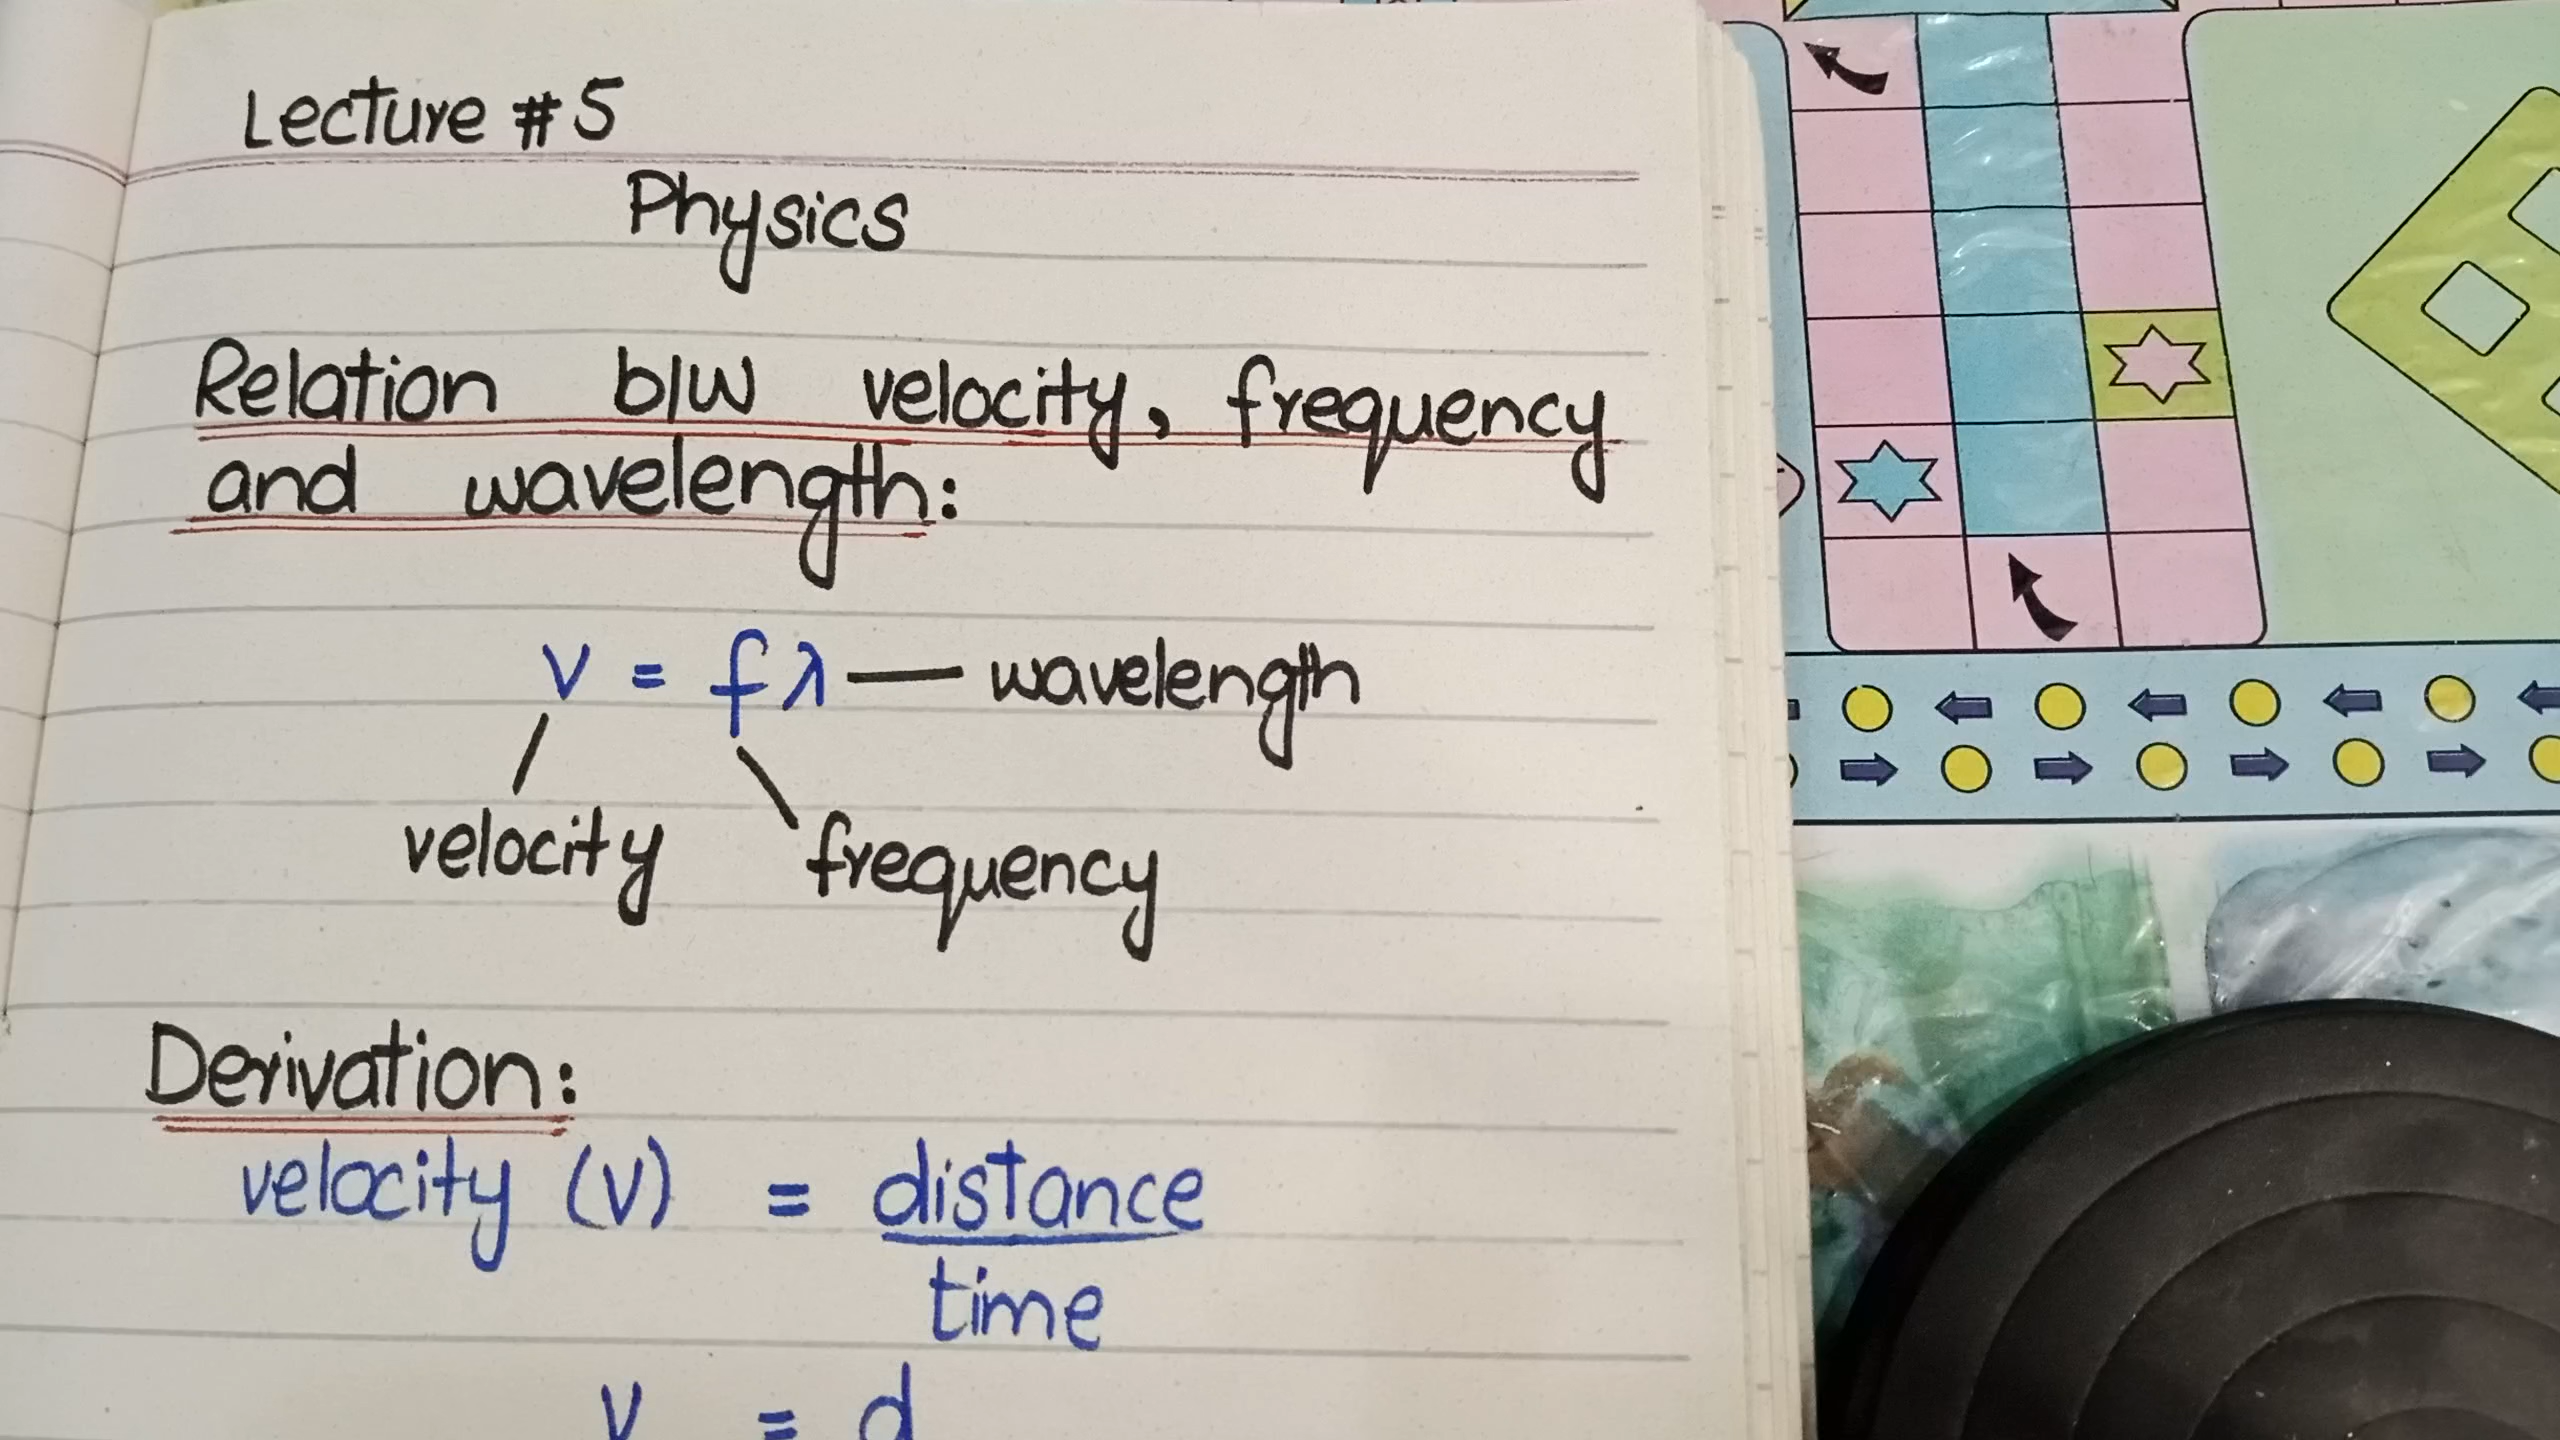 Lecture #5
Physics
Relation b/w velocity, frequency
and wavelength:
v = fλ — wavelength
velocity frequency
Derivation:
velocity (v) = distance
time
v = d